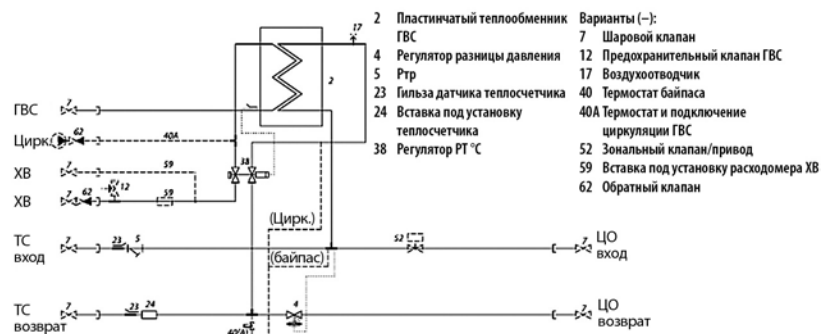 17
2 Пластинчатый теплообменник
ГВС
4 Регулятор разницы давления
5 Ртр
23 Гильза датчика теплосчетчика
24 Вставка под установку
теплосчетчика
38 Регулятор РТ °C
Варианты (–):
7 Шаровой клапан
12 Предохранительный клапан ГВС
17 Воздухоотводчик
40 Термостат байпаса
40А Термостат и подключение
циркуляции ГВС
52 Зональный клапан/привод
59 Вставка под установку расходомера ХВ
62 Обратный клапан
2
ГВС 7
Цирк. 62 40А
ХВ 7 59 38
ХВ 7 62 12 59
(Цирк.)
ТС
вход 7 23 5 52 7 ЦО
вход
(байпас)
ТС
возврат 7 23 24 40(А) 4 7 ЦО
возврат